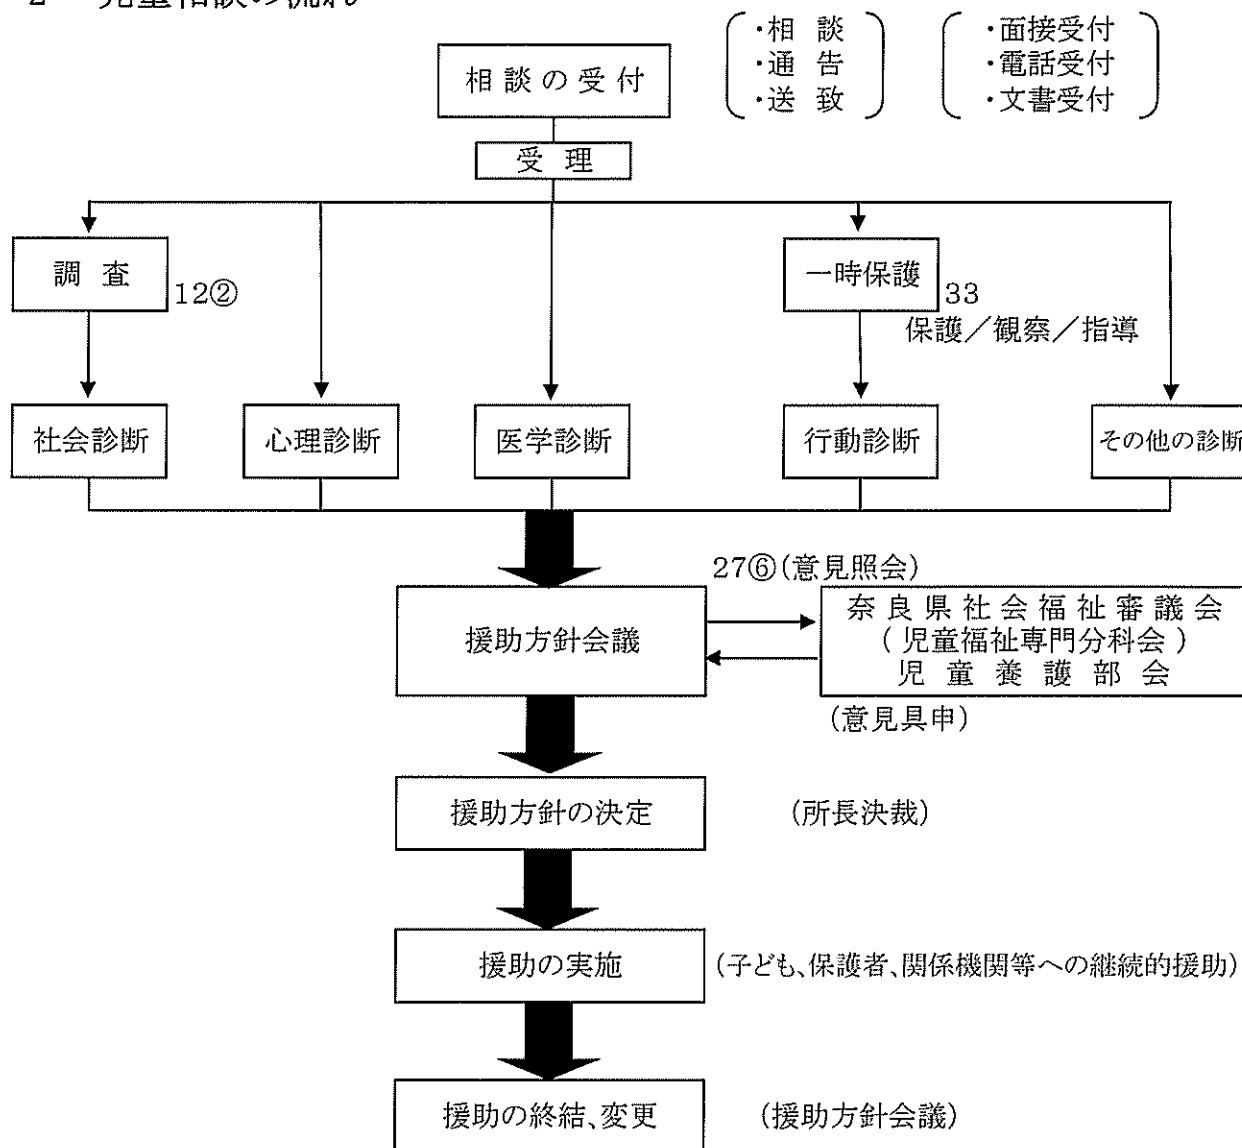 2 児童相談の流れ
相談の受付
・相 談
・通 告
・送 致
・面接受付
・電話受付
・文書受付
受 理
調 査
12②
一時保護
33
保護／観察／指導
社会診断
心理診断
医学診断
行動診断
その他の診断
27⑥(意見照会)
援助方針会議
奈良県社会福祉審議会
(児童福祉専門分科会)
児童養護部会
(意見具申)
援助方針の決定
(所長決裁)
援助の実施
(子ども、保護者、関係機関等への継続的援助)
援助の終結、変更
(援助方針会議)